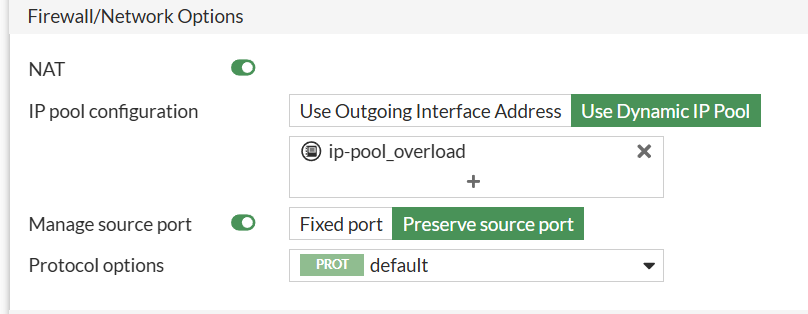 Firewall/Network Options
NAT
IP pool configuration Use Outgoing Interface Address Use Dynamic IP Pool
ip-pool_overload
Manage source port Fixed port Preserve source port
Protocol options PROT default